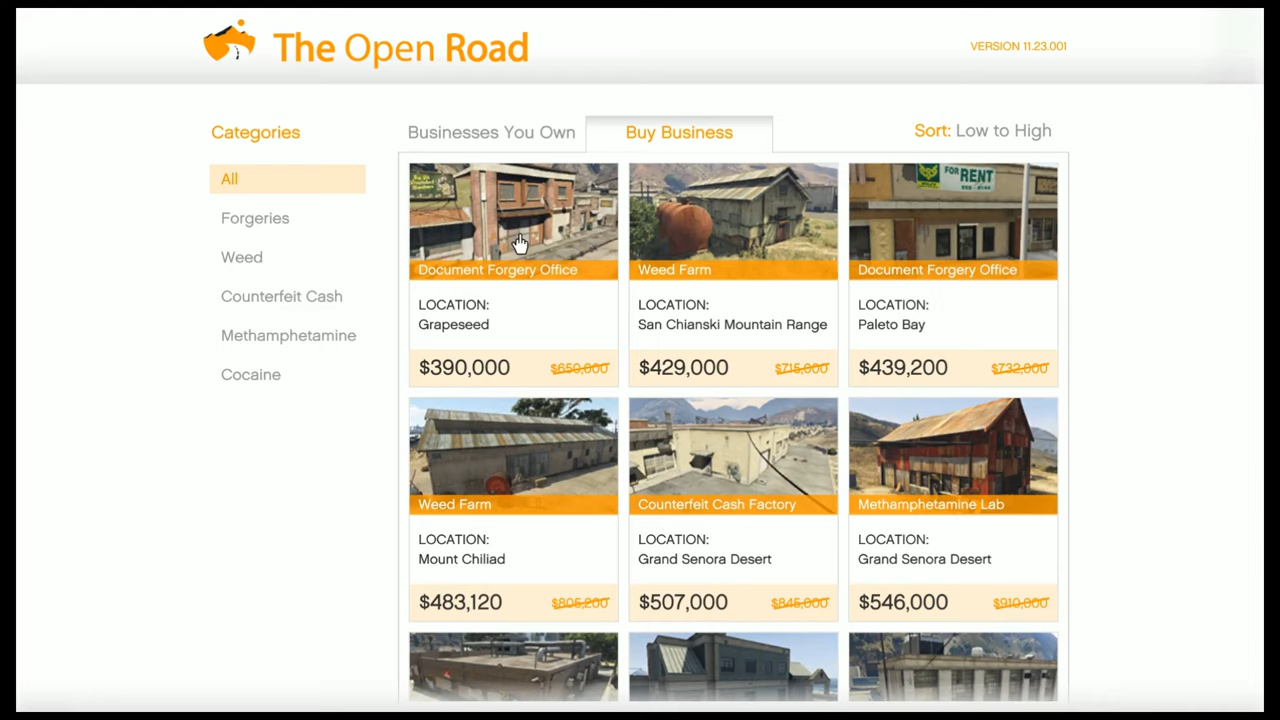 The Open Road
VERSION 11.23.001
Categories
Businesses You Own
Buy Business
Sort: Low to High
All
Forgeries
Weed
Counterfeit Cash
Methamphetamine
Cocaine
FOR RENT
Document Forgery Office
Weed Farm
Document Forgery Office
LOCATION:
Grapeseed
LOCATION:
San Chianski Mountain Range
LOCATION:
Paleto Bay
$390,000 $650,000
$429,000 $715,000
$439,200 $732,000
Weed Farm
Counterfeit Cash Factory
Methamphetamine Lab
LOCATION:
Mount Chiliad
LOCATION:
Grand Senora Desert
LOCATION:
Grand Senora Desert
$483,120 $805,200
$507,000 $845,000
$546,000 $910,000